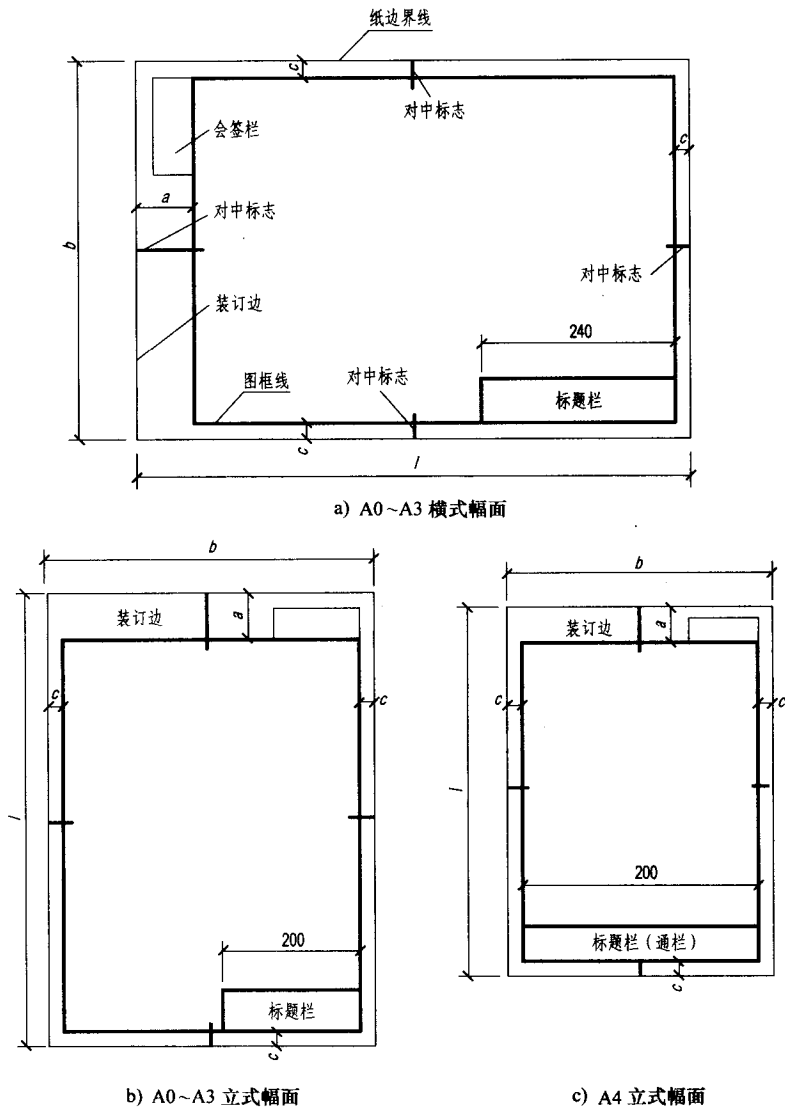 纸边界线
c
对中标志
会签栏
c
a
对中标志
b
对中标志
装订边
240
图框线
对中标志
标题栏
c
l
a) A0~A3 横式幅面
b
b
装订边
a
装订边
a
c
c
c
c
l
l
200
200
标题栏(通栏)
标题栏
c
c
b) A0~A3 立式幅面
c) A4 立式幅面